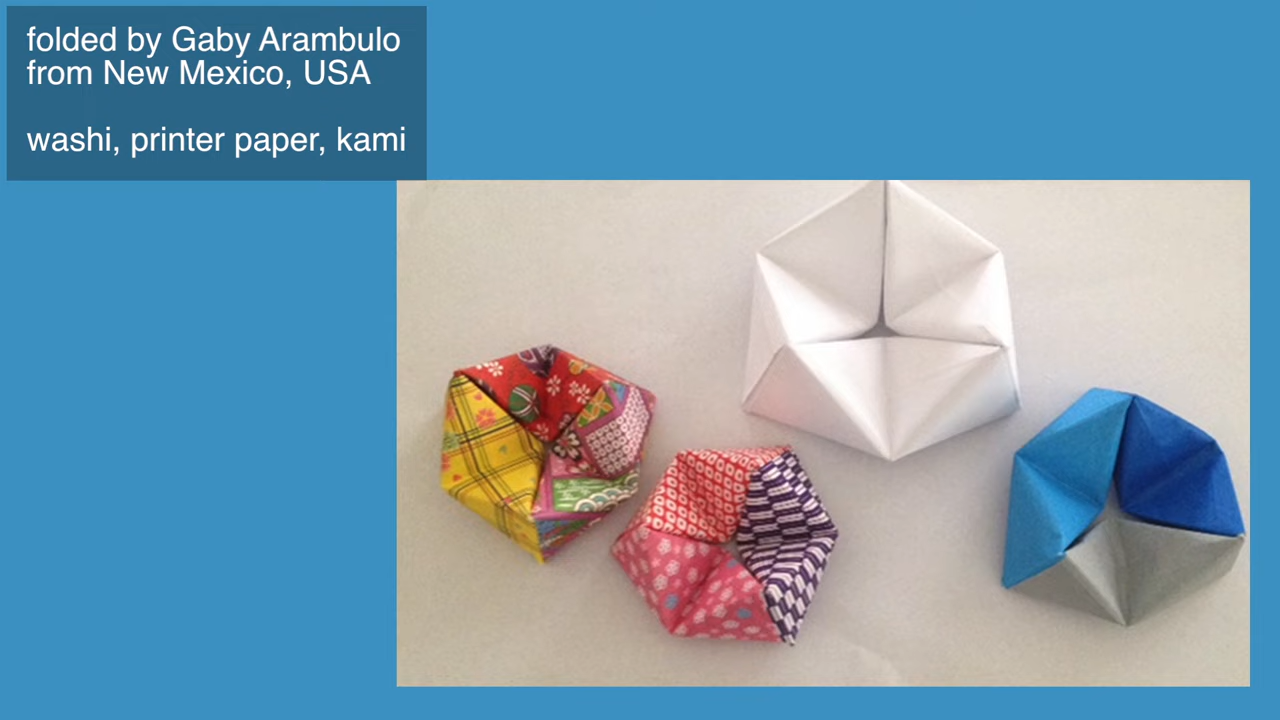 folded by Gaby Arambulo
from New Mexico, USA
washi, printer paper, kami